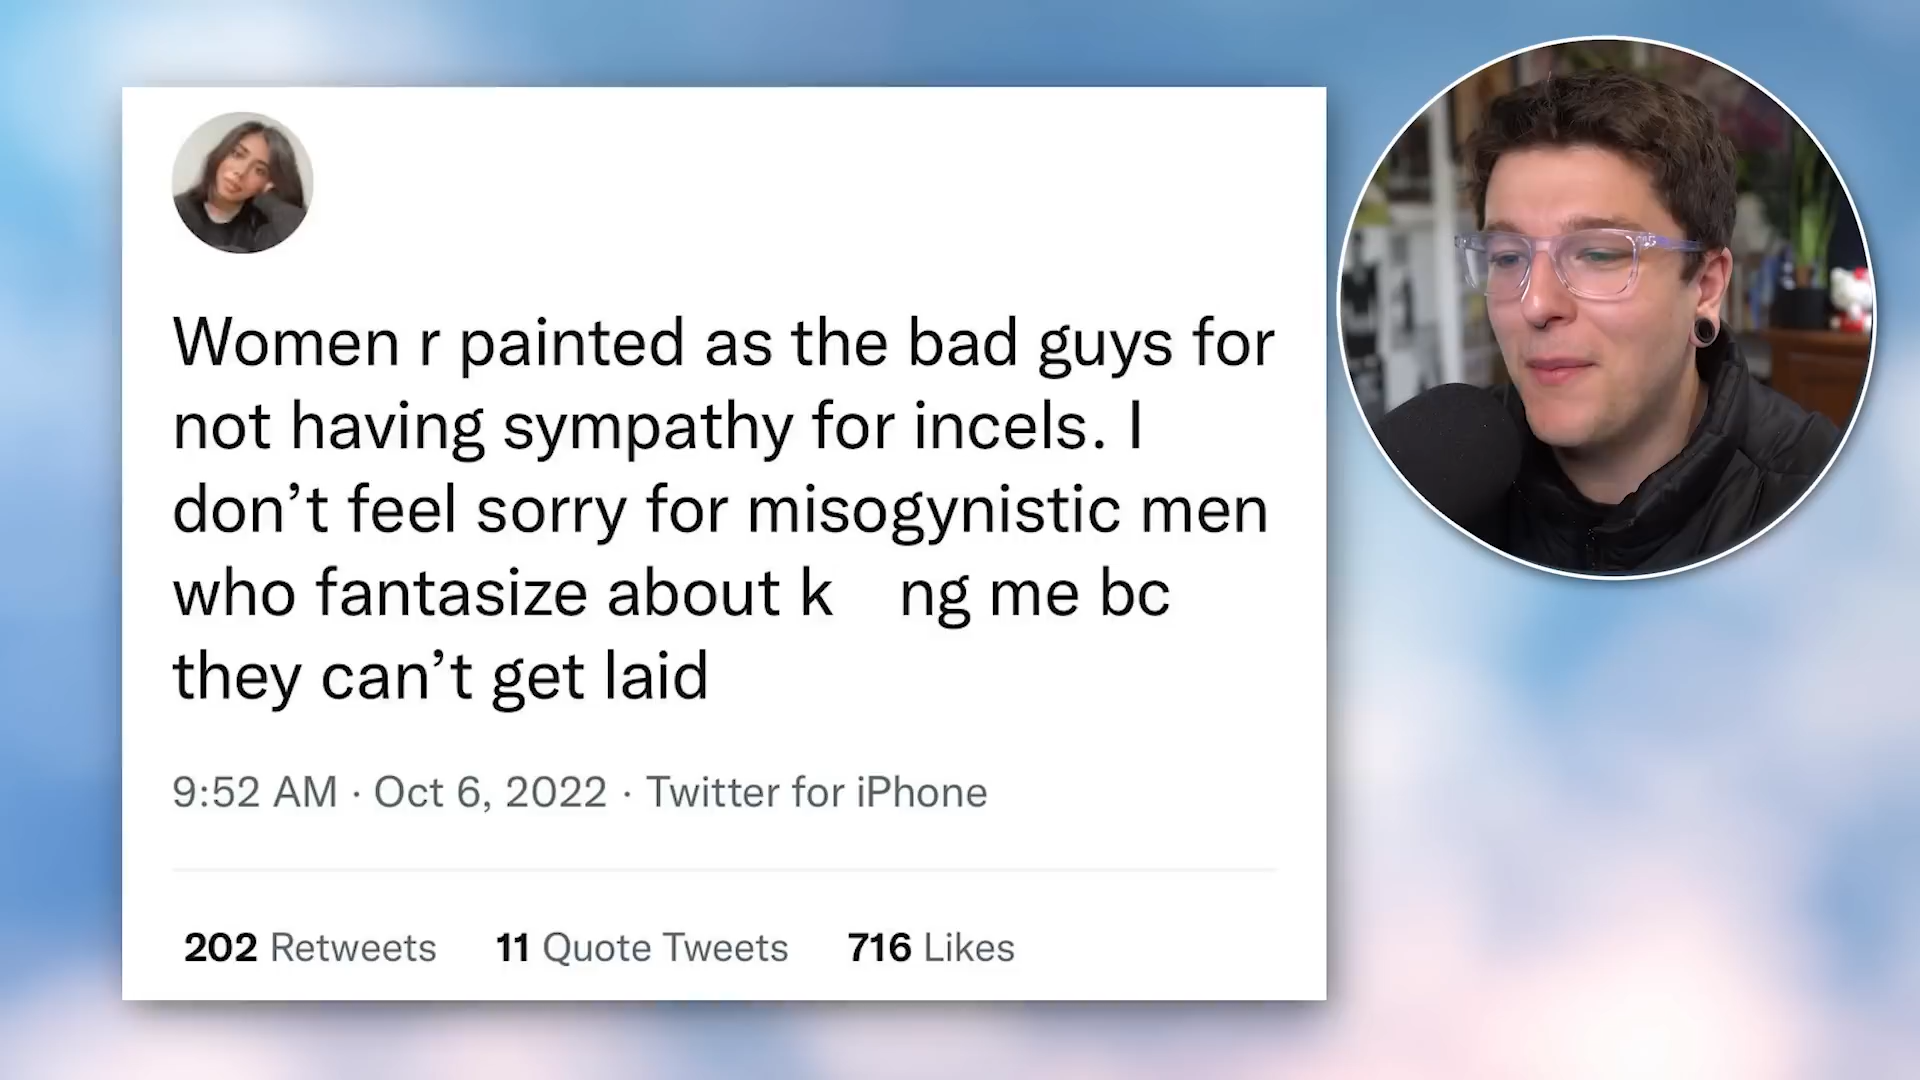 Women r painted as the bad guys for
not having sympathy for incels. I
don’t feel sorry for misogynistic men
who fantasize about k ng me bc
they can’t get laid
9:52 AM · Oct 6, 2022 · Twitter for iPhone
202 Retweets 11 Quote Tweets 716 Likes